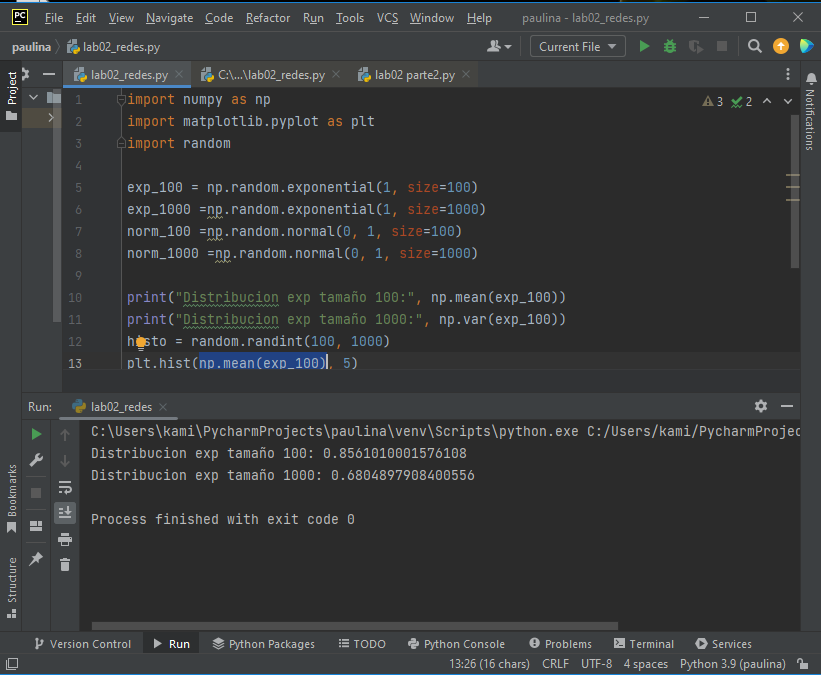 PC File Edit View Navigate Code Refactor Run Tools VCS Window Help paulina - lab02_redes.py
paulina lab02_redes.py Current File
Project
lab02_redes.py C:\...\lab02_redes.py lab02 parte2.py
Notifications
3 2
1 import numpy as np
2 import matplotlib.pyplot as plt
3 import random
4
5 exp_100 = np.random.exponential(1, size=100)
6 exp_1000 =np.random.exponential(1, size=1000)
7 norm_100 =np.random.normal(0, 1, size=100)
8 norm_1000 =np.random.normal(0, 1, size=1000)
9
10 print("Distribucion exp tamaño 100:", np.mean(exp_100))
11 print("Distribucion exp tamaño 1000:", np.var(exp_100))
12 histo = random.randint(100, 1000)
13 plt.hist(np.mean(exp_100), 5)
Run: lab02_redes
C:\Users\kami\PycharmProjects\paulina\venv\Scripts\python.exe C:/Users/kami/PycharmProjec
Distribucion exp tamaño 100: 0.8561010001576108
Distribucion exp tamaño 1000: 0.6804897908400556
Process finished with exit code 0
Bookmarks
Structure
Version Control Run Python Packages TODO Python Console Problems Terminal Services
13:26 (16 chars) CRLF UTF-8 4 spaces Python 3.9 (paulina)